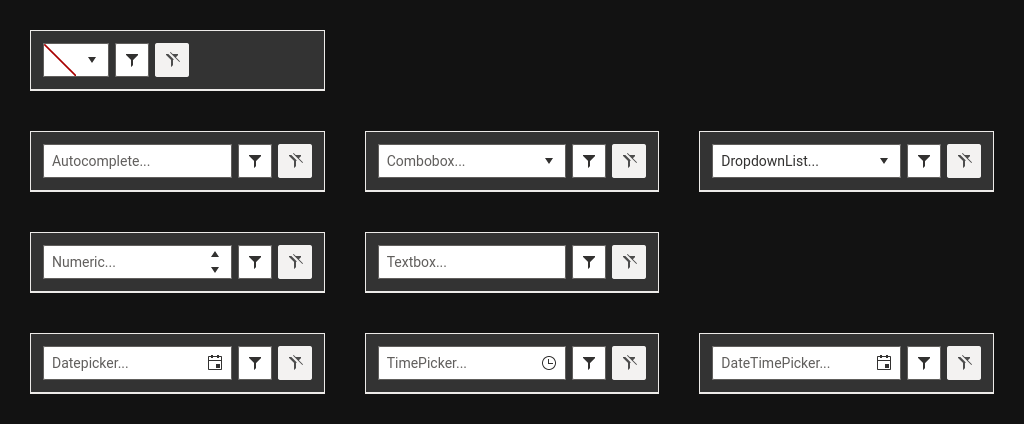 Autocomplete...
Combobox...
DropdownList...
Numeric...
Textbox...
Datepicker...
TimePicker...
DateTimePicker...